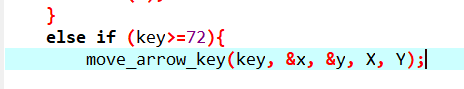 }
else if (key>=72){
move_arrow_key(key, &x, &y, X, Y);